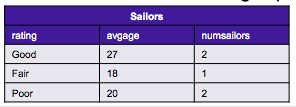 Sailors
rating avgage numsailors
Good 27 2
Fair 18 1
Poor 20 2